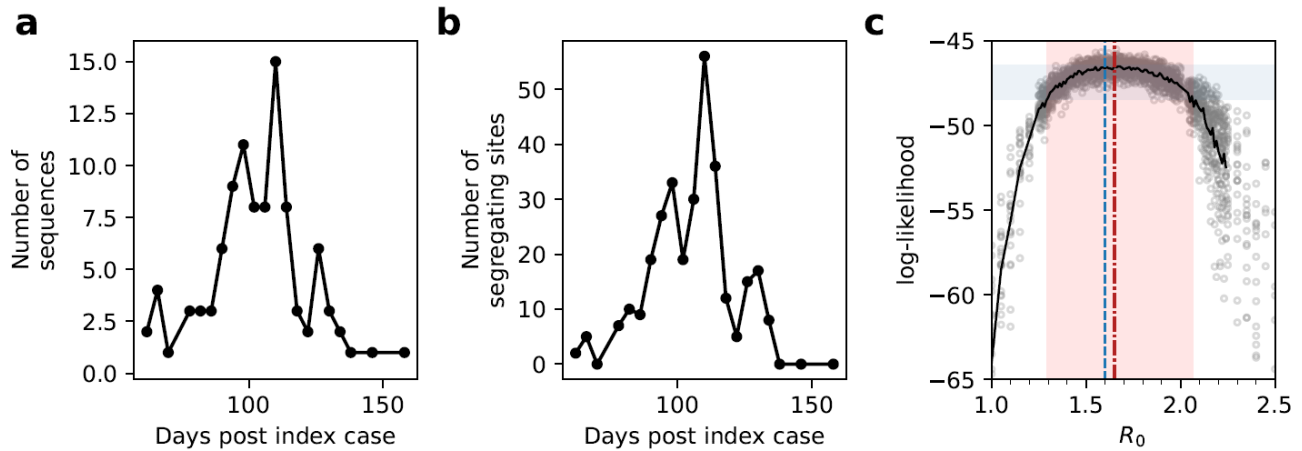 a
Number of
sequences
15.0
12.5
10.0
7.5
5.0
2.5
0.0
100
150
Days post index case
b
Number of
segregating sites
50
40
30
20
10
0
100
150
Days post index case
c
log-likelihood
−45
−50
−55
−60
−65
1.0
1.5
2.0
2.5
R0